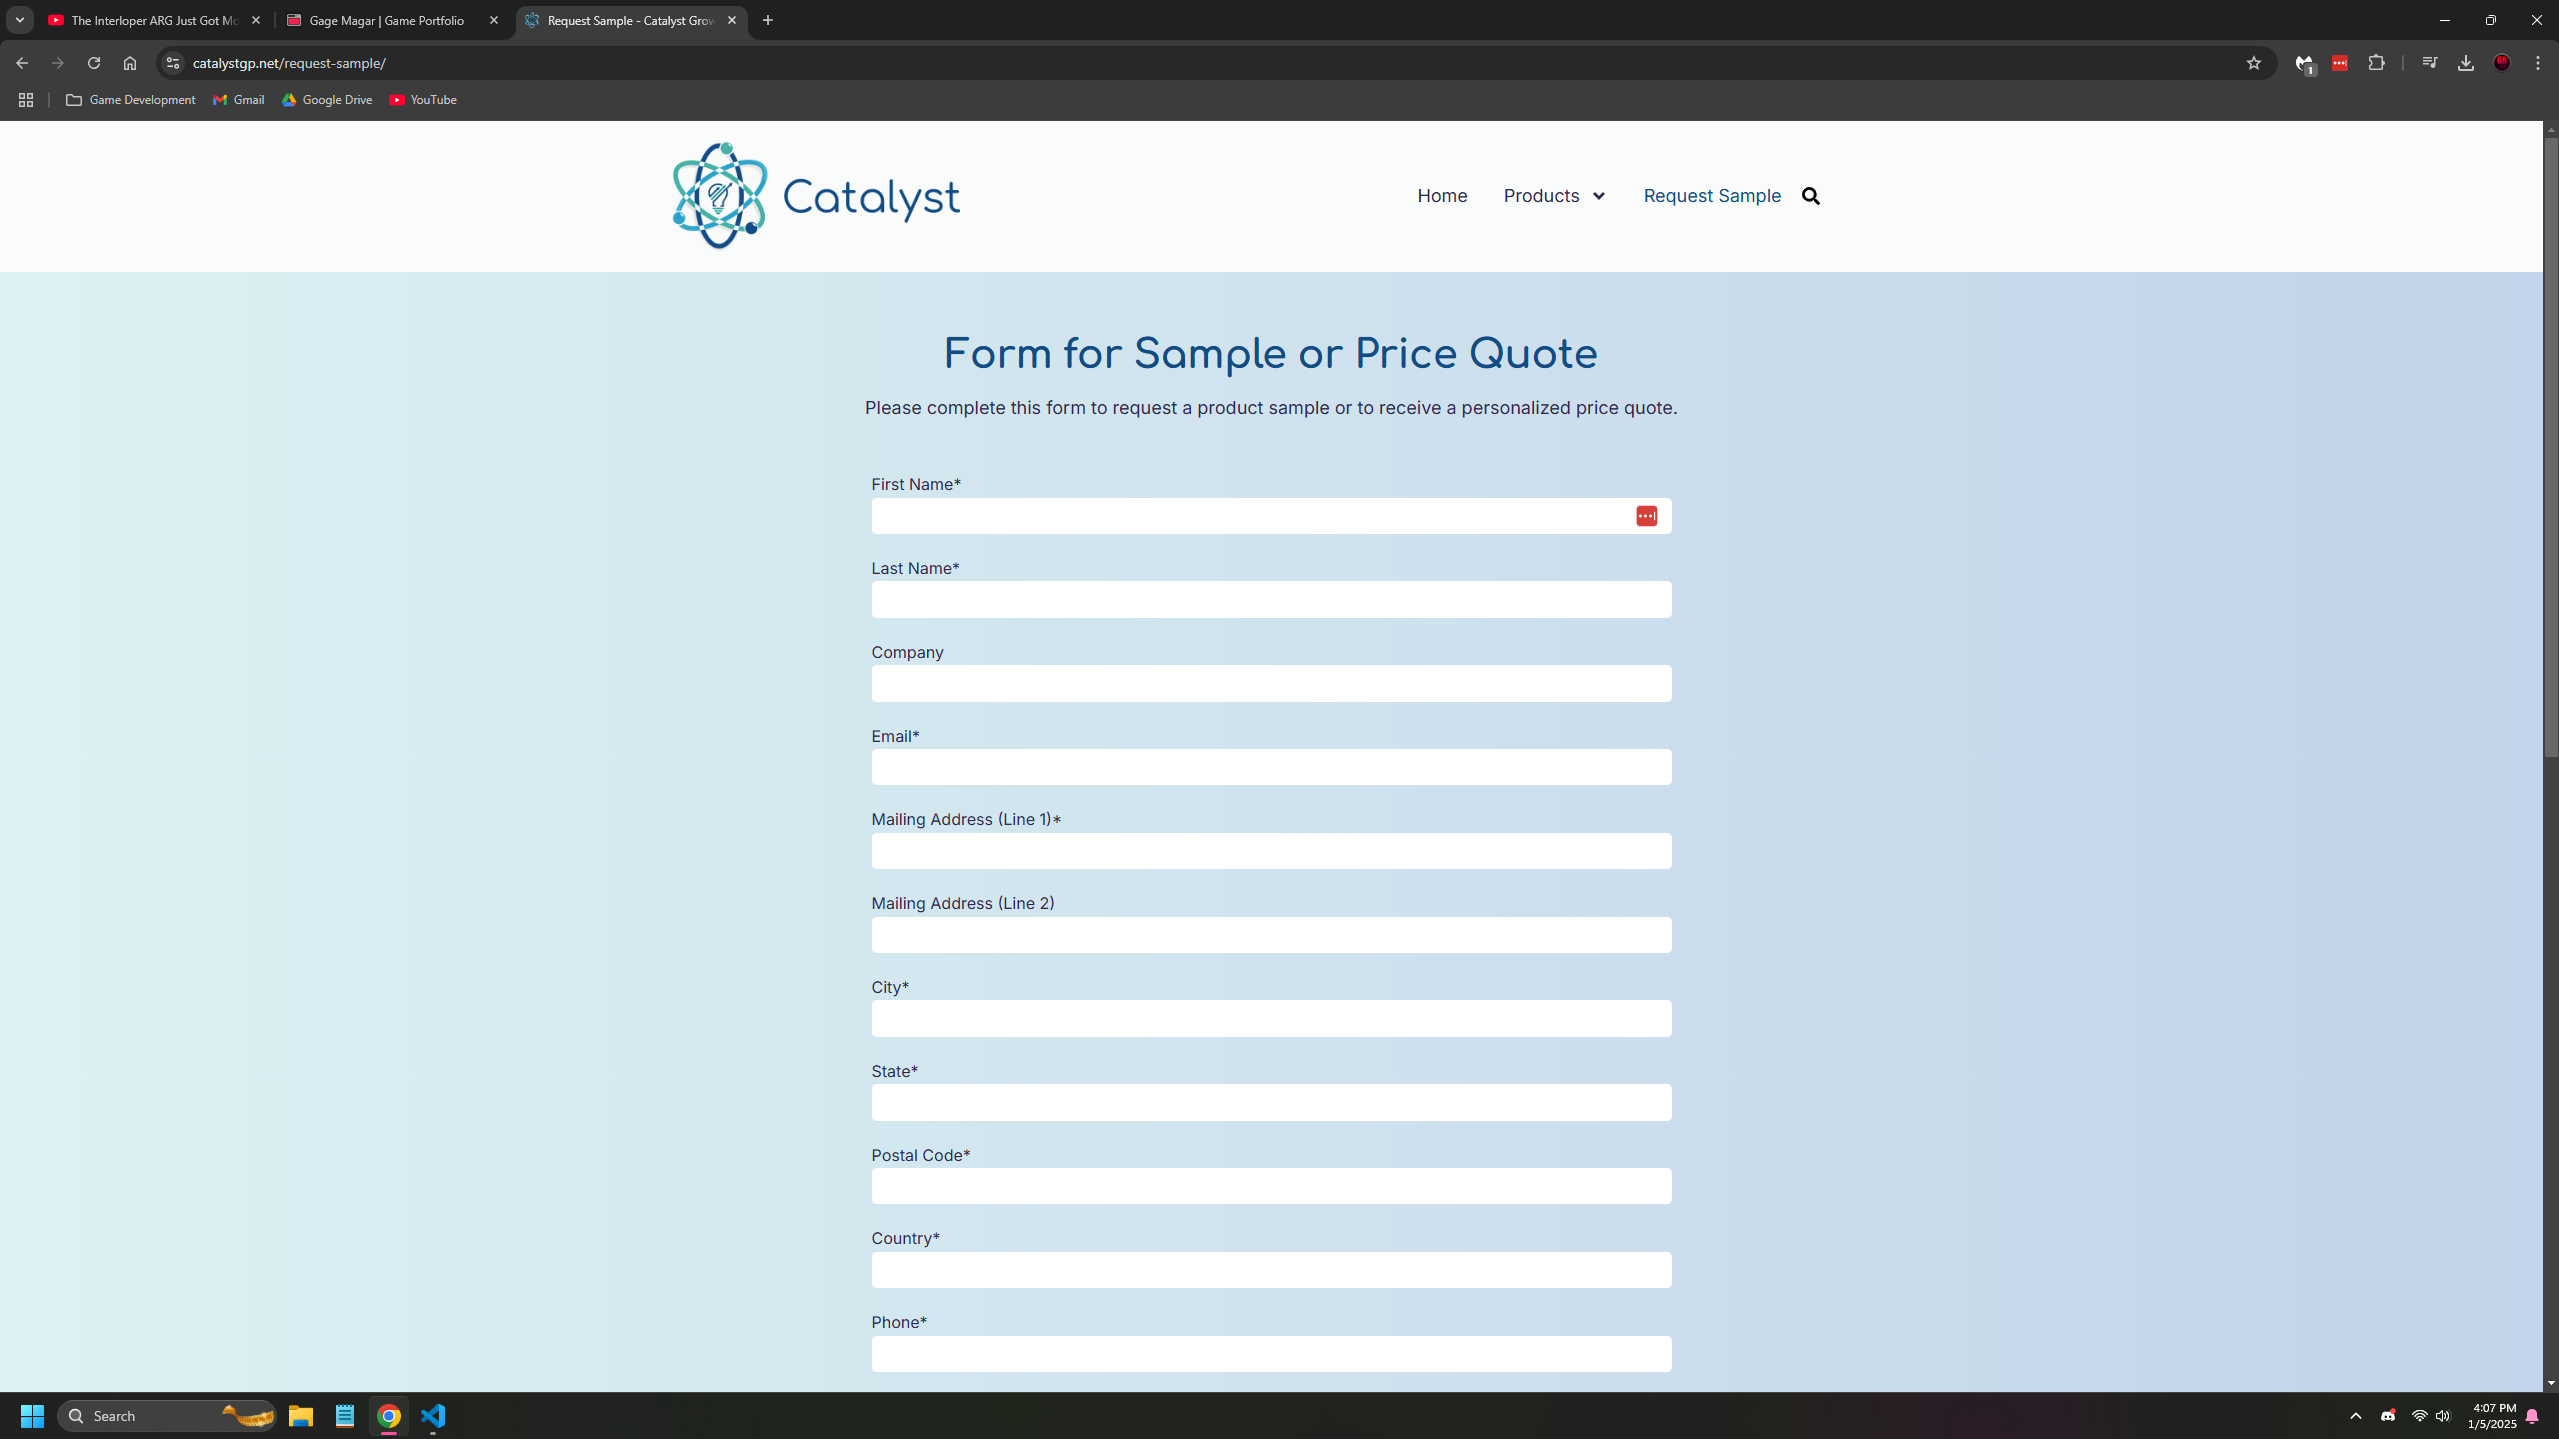 The Interloper ARG Just Got Mo
Gage Magar | Game Portfolio
Request Sample - Catalyst Grow
catalystgp.net/request-sample/
1
Game Development
Gmail
Google Drive
YouTube
Catalyst
Home
Products
Request Sample
Form for Sample or Price Quote
Please complete this form to request a product sample or to receive a personalized price quote.
First Name*
Last Name*
Company
Email*
Mailing Address (Line 1)*
Mailing Address (Line 2)
City*
State*
Postal Code*
Country*
Phone*
Search
4:07 PM
1/5/2025